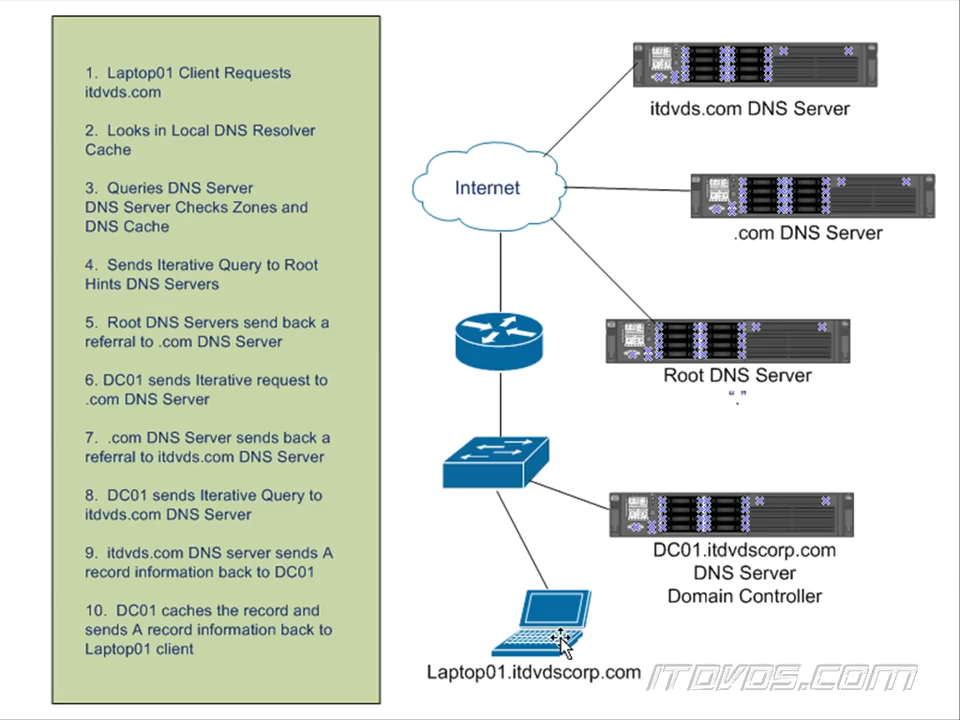 1. Laptop01 Client Requests
itdvds.com
2. Looks in Local DNS Resolver
Cache
3. Queries DNS Server
DNS Server Checks Zones and
DNS Cache
4. Sends Iterative Query to Root
Hints DNS Servers
5. Root DNS Servers send back a
referral to .com DNS Server
6. DC01 sends Iterative request to
.com DNS Server
7. .com DNS Server sends back a
referral to itdvds.com DNS Server
8. DC01 sends Iterative Query to
itdvds.com DNS Server
9. itdvds.com DNS server sends A
record information back to DC01
10. DC01 caches the record and
sends A record information back to
Laptop01 client
itdvds.com DNS Server
Internet
.com DNS Server
Root DNS Server
“.”
DC01.itdvdscorp.com
DNS Server
Domain Controller
Laptop01.itdvdscorp.com
ITDVDS.COM